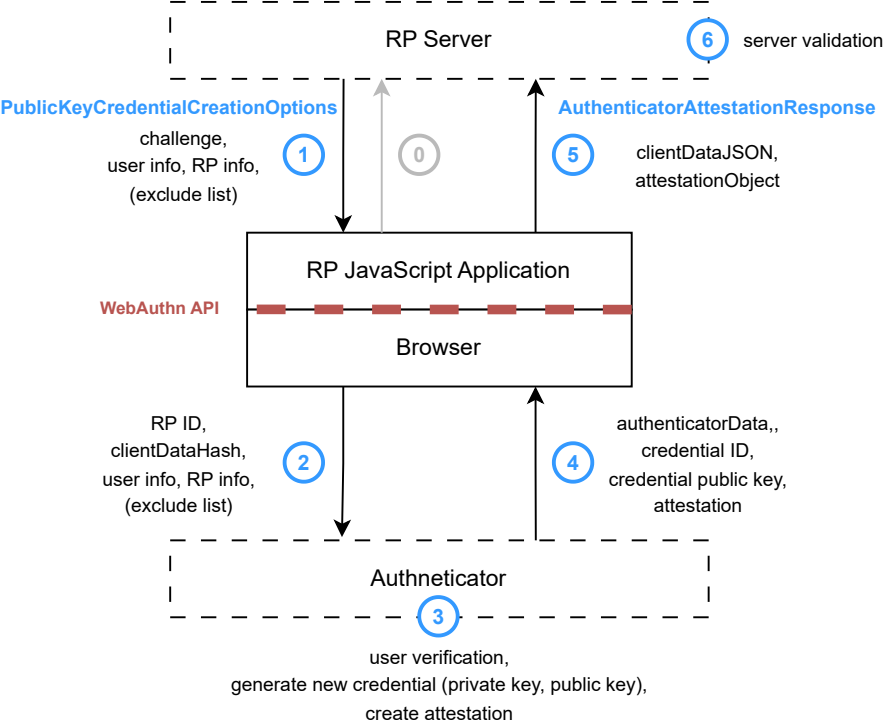 RP Server
6
server validation
PublicKeyCredentialCreationOptions
challenge,
user info, RP info,
(exclude list)
1
0
AuthenticatorAttestationResponse
5
clientDataJSON,
attestationObject
RP JavaScript Application
WebAuthn API
Browser
RP ID,
clientDataHash,
user info, RP info,
(exclude list)
2
4
authenticatorData,,
credential ID,
credential public key,
attestation
Authneticator
3
user verification,
generate new credential (private key, public key),
create attestation